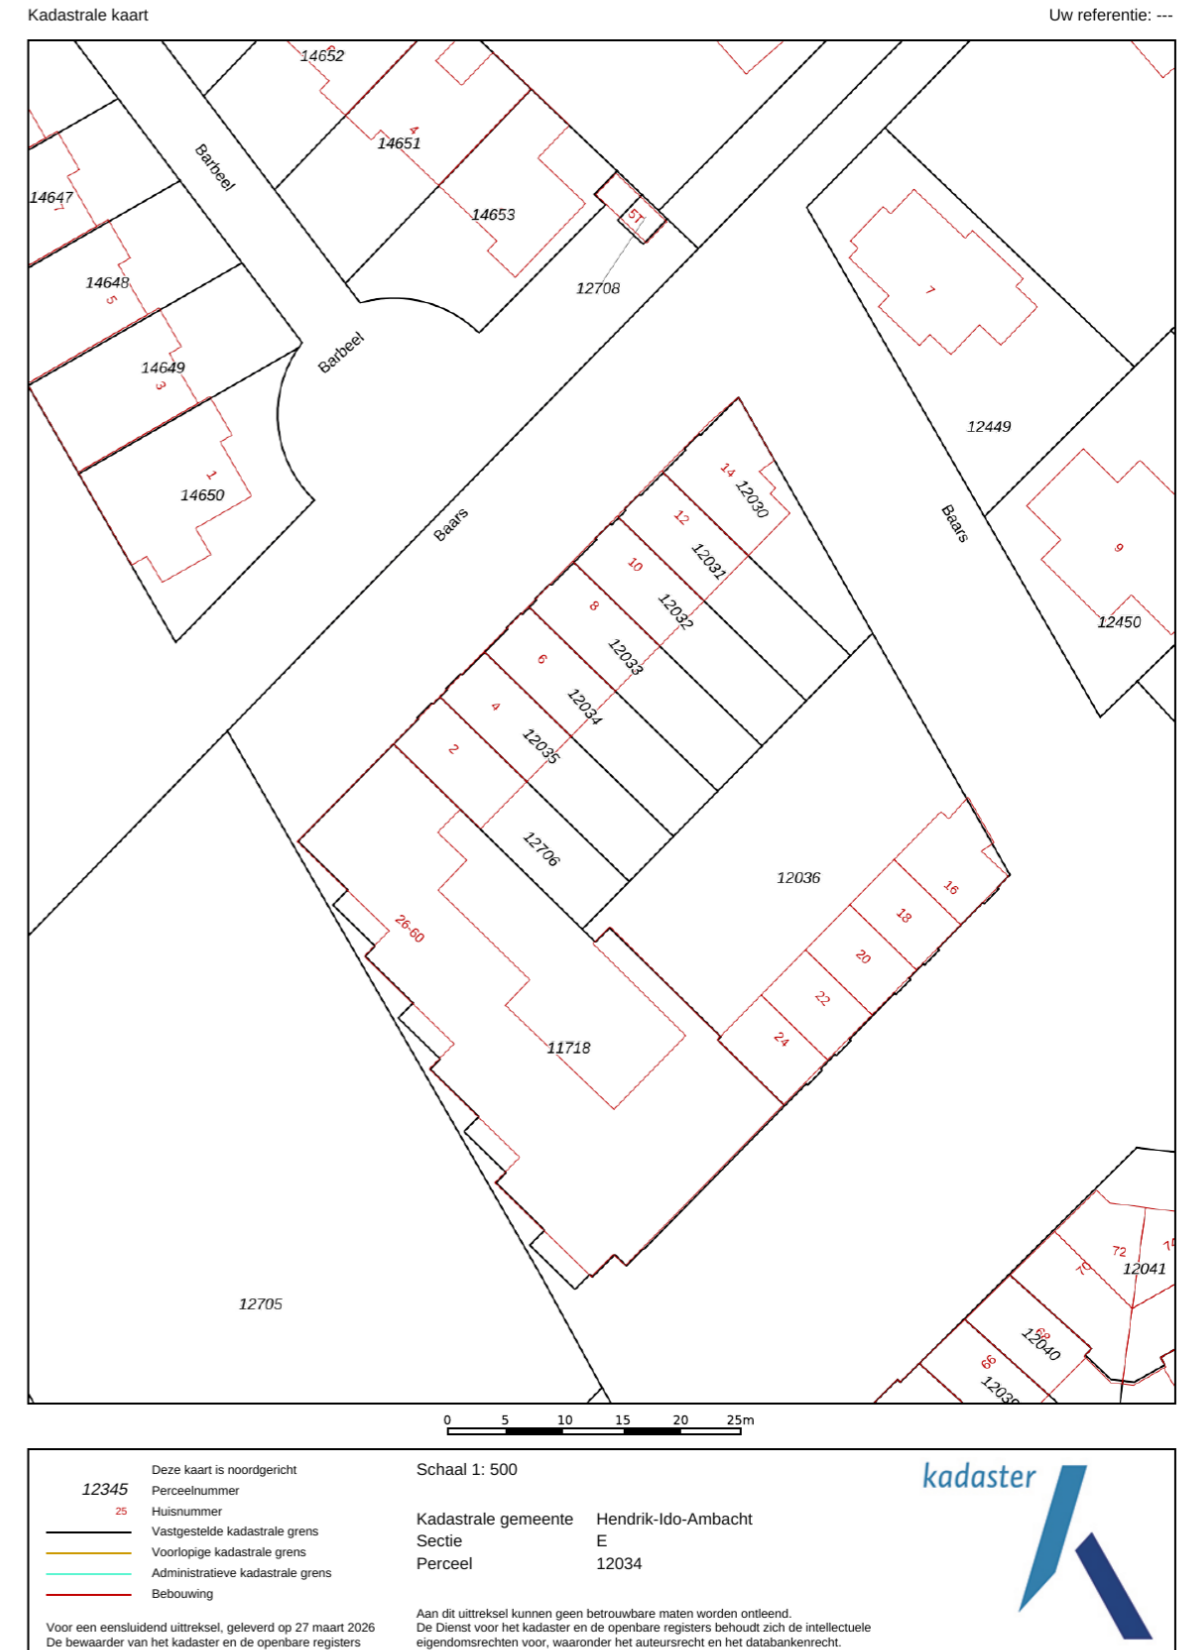 Kadastrale kaart
Uw referentie: ---
14652
4
14651
Barbeel
14647
7
14653
5T
12708
14648
5
7
Barbeel
14649
3
12449
1
14650
Baars
14
12030
12
12031
10
12032
8
12033
6
12034
4
12035
2
12706
Baars
9
12450
12036
16
18
20
22
24
26-60
11718
12705
72
74
70
12041
68
12040
66
12039
0 5 10 15 20 25m
Deze kaart is noordgericht
12345 Perceelnummer
25 Huisnummer
Vastgestelde kadastrale grens
Voorlopige kadastrale grens
Administratieve kadastrale grens
Bebouwing
Voor een eensluidend uittreksel, geleverd op 27 maart 2026
De bewaarder van het kadaster en de openbare registers
Schaal 1: 500
Kadastrale gemeente Hendrik-Ido-Ambacht
Sectie E
Perceel 12034
Aan dit uittreksel kunnen geen betrouwbare maten worden ontleend.
De Dienst voor het kadaster en de openbare registers behoudt zich de intellectuele
eigendomsrechten voor, waaronder het auteursrecht en het databankenrecht.
kadaster